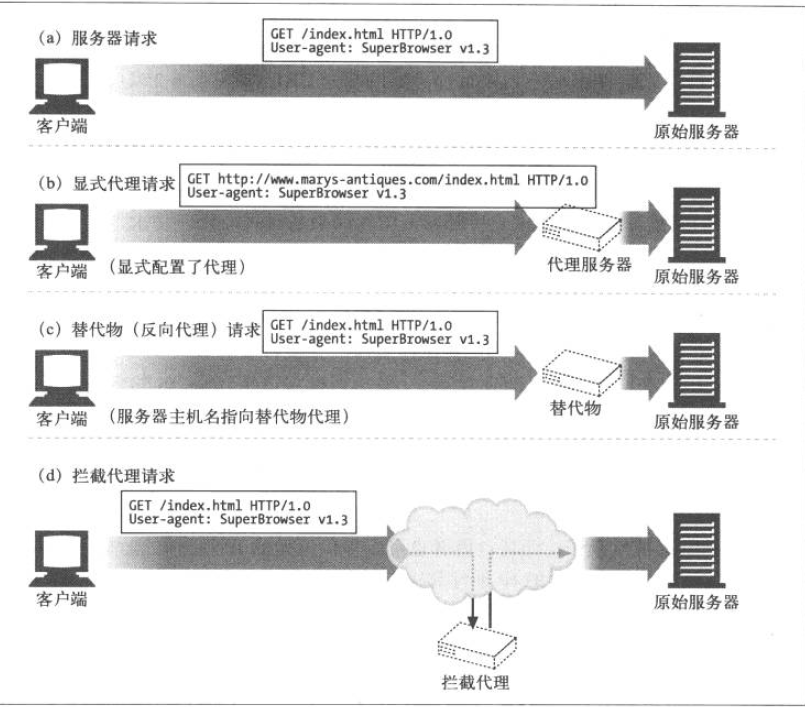 (a) 服务器请求
GET /index.html HTTP/1.0
User-agent: SuperBrowser v1.3
客户端
原始服务器
(b) 显式代理请求
GET http://www.marys-antiques.com/index.html HTTP/1.0
User-agent: SuperBrowser v1.3
客户端
(显式配置了代理)
代理服务器
原始服务器
(c) 替代物(反向代理)请求
GET /index.html HTTP/1.0
User-agent: SuperBrowser v1.3
客户端
(服务器主机名指向替代物代理)
替代物
原始服务器
(d) 拦截代理请求
GET /index.html HTTP/1.0
User-agent: SuperBrowser v1.3
客户端
原始服务器
拦截代理